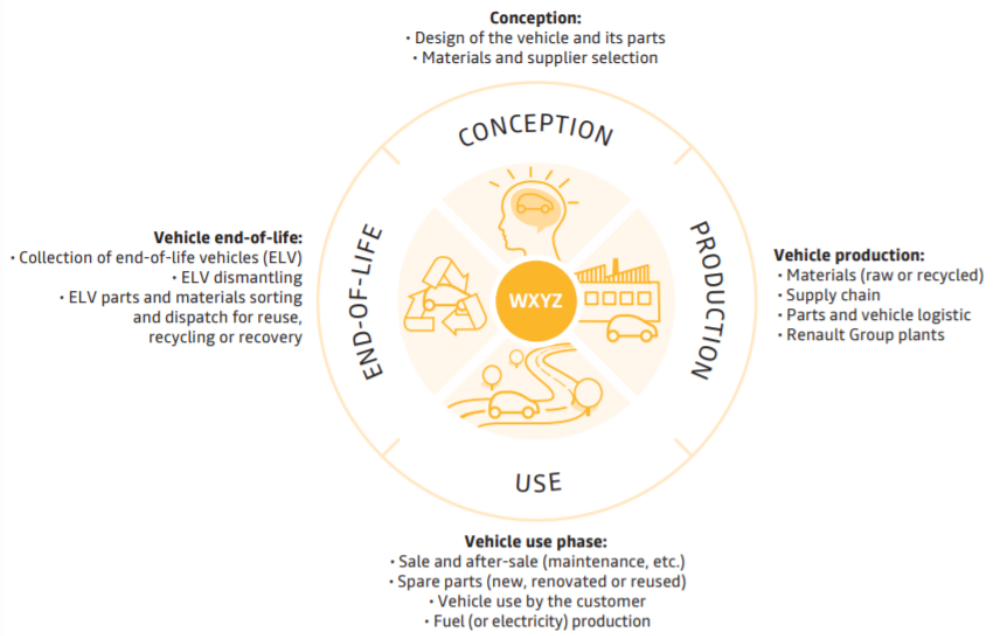 Conception:
• Design of the vehicle and its parts
• Materials and supplier selection
CONCEPTION
PRODUCTION
USE
END-OF-LIFE
WXYZ
Vehicle production:
• Materials (raw or recycled)
• Supply chain
• Parts and vehicle logistic
• Renault Group plants
Vehicle use phase:
• Sale and after-sale (maintenance, etc.)
• Spare parts (new, renovated or reused)
• Vehicle use by the customer
• Fuel (or electricity) production
Vehicle end-of-life:
• Collection of end-of-life vehicles (ELV)
• ELV dismantling
• ELV parts and materials sorting
and dispatch for reuse,
recycling or recovery